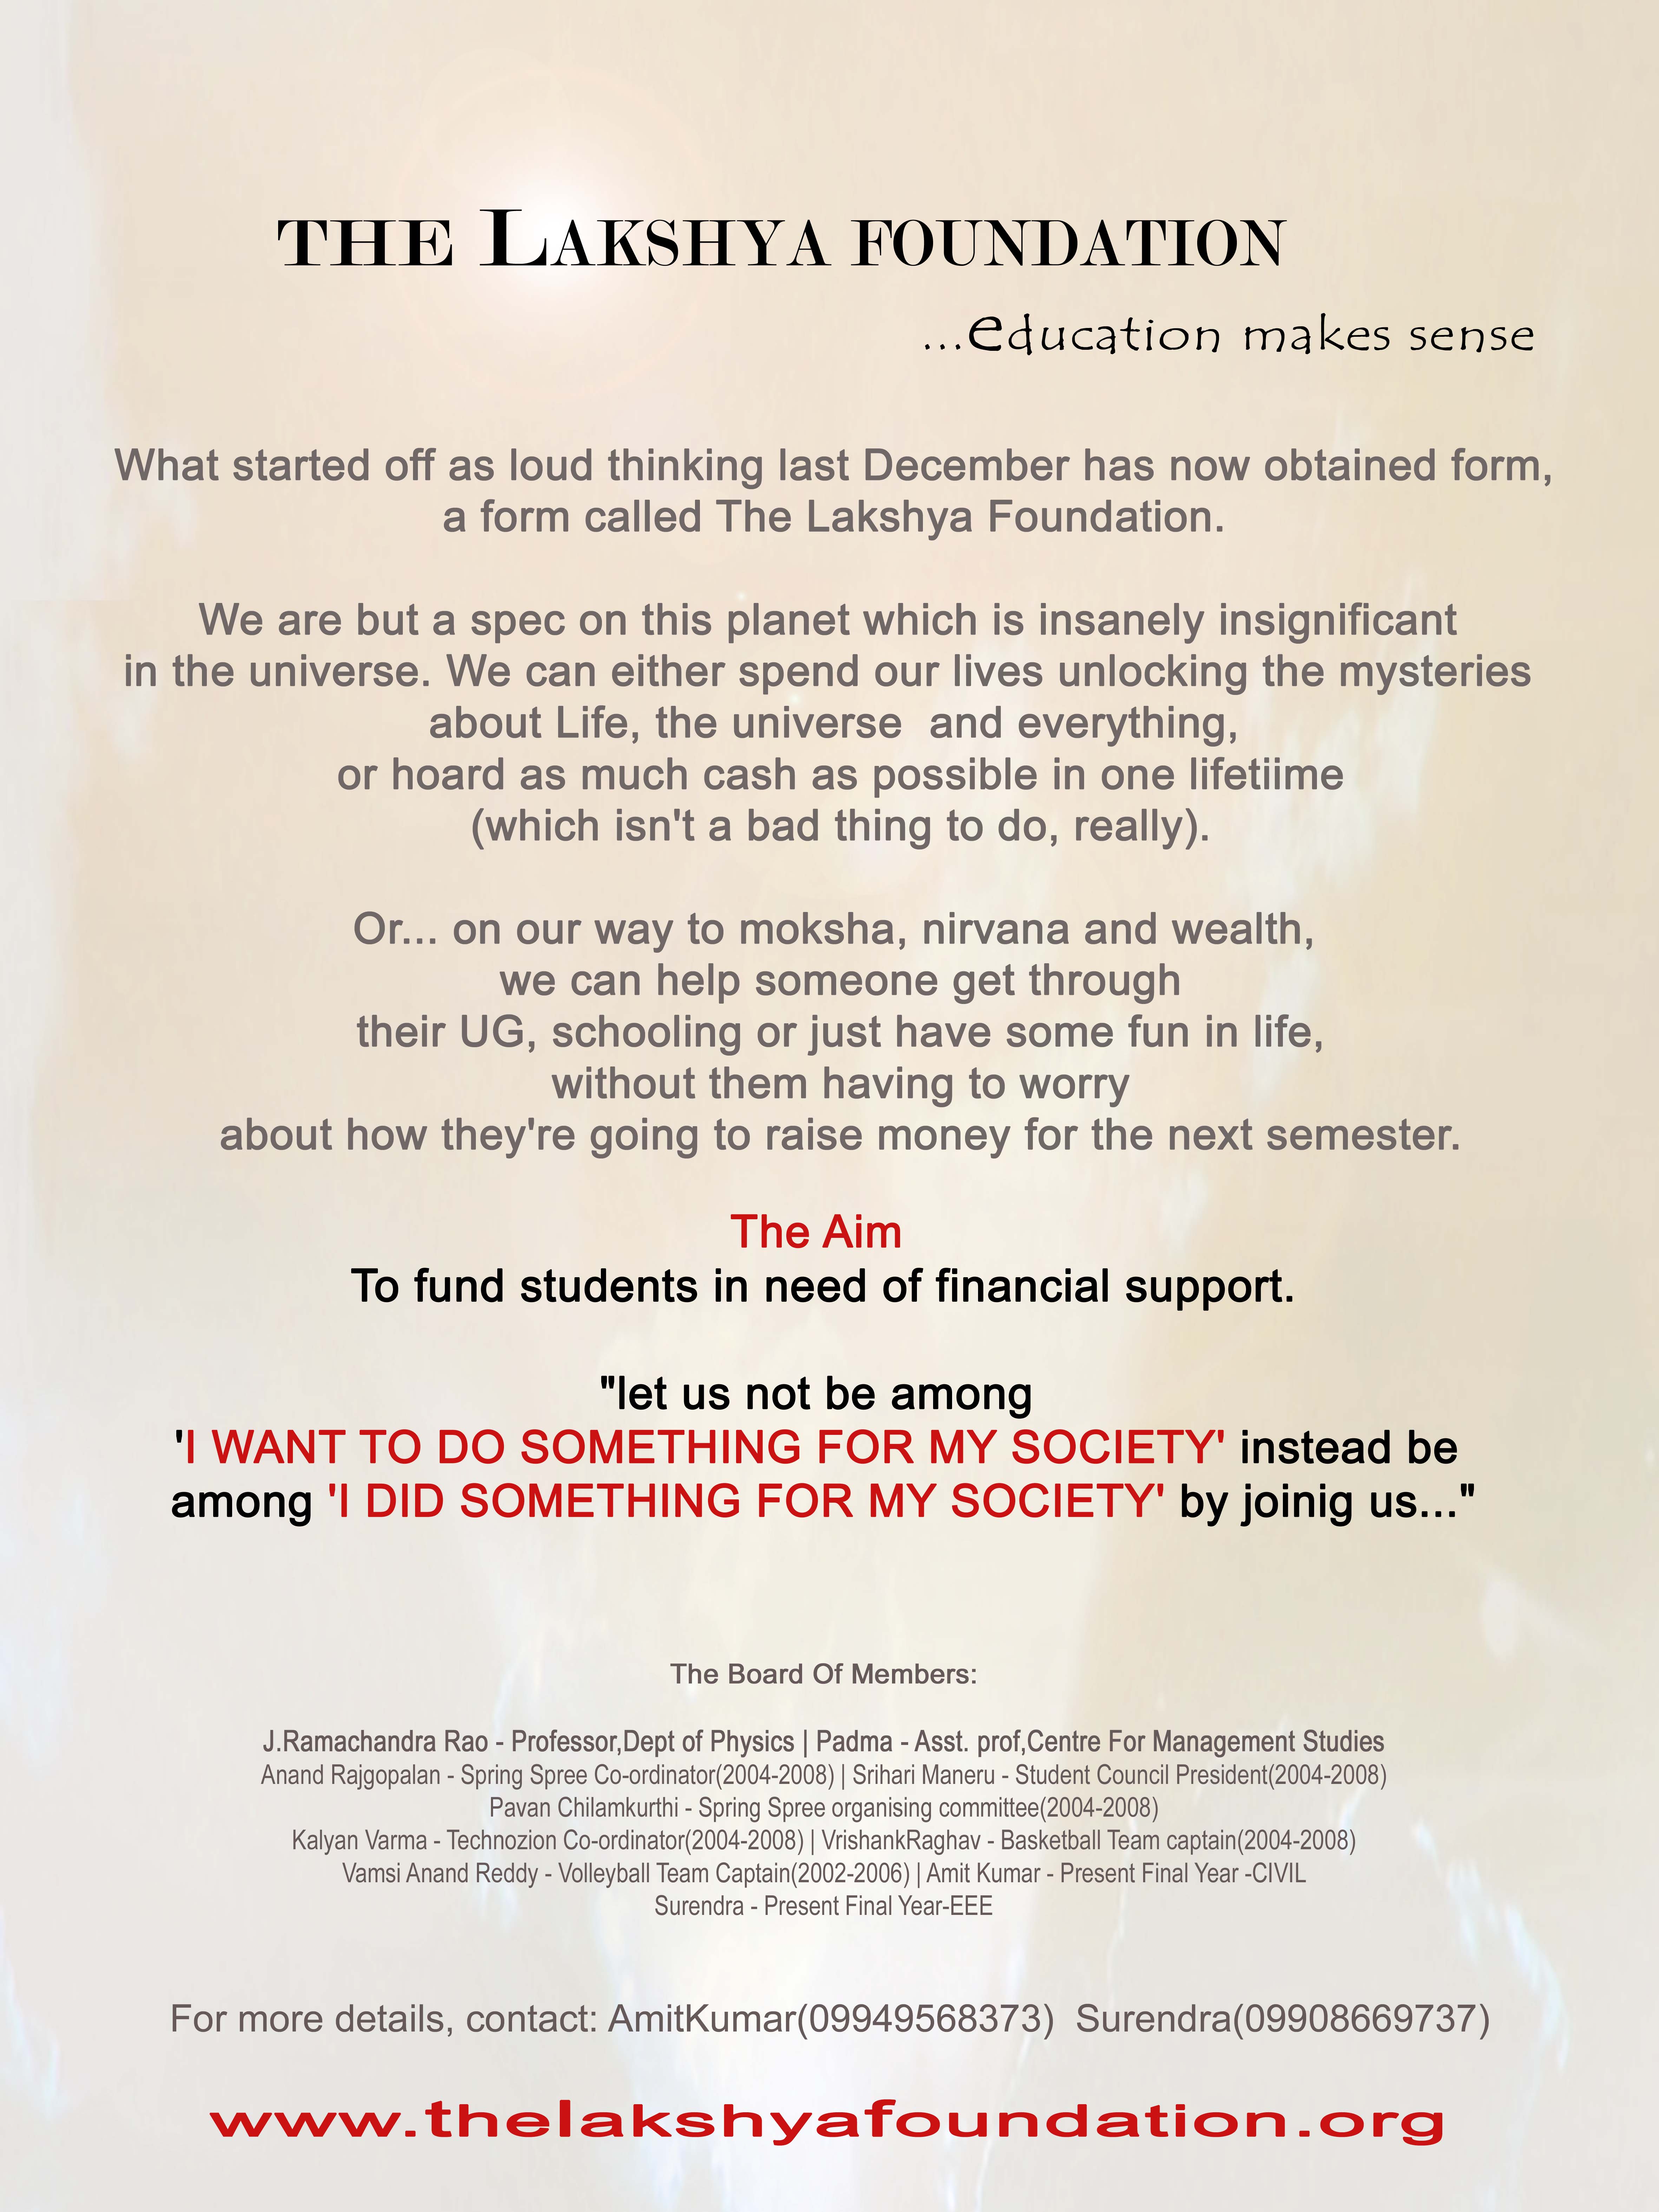 THE LAKSHYA FOUNDATION
...education makes sense
What started off as loud thinking last December has now obtained form,
a form called The Lakshya Foundation.
We are but a spec on this planet which is insanely insignificant
in the universe. We can either spend our lives unlocking the mysteries
about Life, the universe  and everything,
or hoard as much cash as possible in one lifetiime
(which isn't a bad thing to do, really).
Or... on our way to moksha, nirvana and wealth,
we can help someone get through
their UG, schooling or just have some fun in life,
without them having to worry
about how they're going to raise money for the next semester.
The Aim
To fund students in need of financial support.
"let us not be among
'I WANT TO DO SOMETHING FOR MY SOCIETY' instead be
among 'I DID SOMETHING FOR MY SOCIETY' by joinig us..."
The Board Of Members:
J.Ramachandra Rao - Professor,Dept of Physics | Padma - Asst. prof,Centre For Management Studies
Anand Rajgopalan - Spring Spree Co-ordinator(2004-2008) | Srihari Maneru - Student Council President(2004-2008)
Pavan Chilamkurthi - Spring Spree organising committee(2004-2008)
Kalyan Varma - Technozion Co-ordinator(2004-2008) | VrishankRaghav - Basketball Team captain(2004-2008)
Vamsi Anand Reddy - Volleyball Team Captain(2002-2006) | Amit Kumar - Present Final Year -CIVIL
Surendra - Present Final Year-EEE
For more details, contact: AmitKumar(09949568373)  Surendra(09908669737)
www.thelakshyafoundation.org